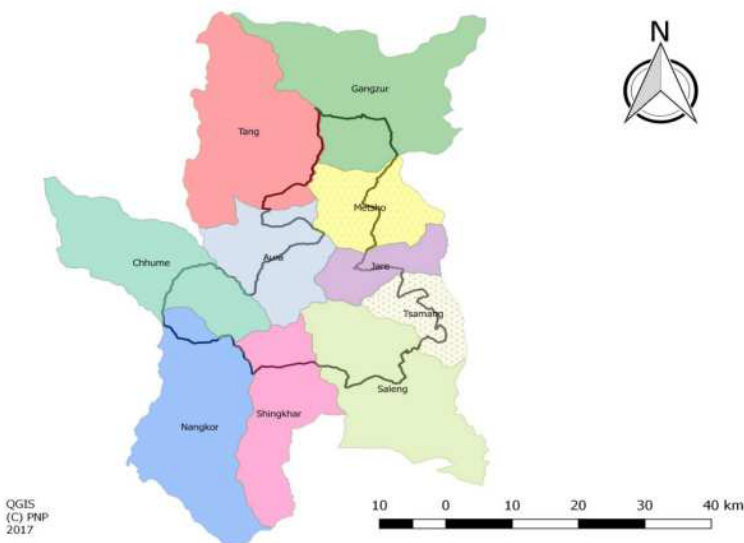 N
Gangzur
Tang
Metsho
Aure
Chhume
Jare
Tsamang
Saleng
Shingkhar
Nangkor
QGIS
(C) PNP
2017
10 0 10 20 30 40 km